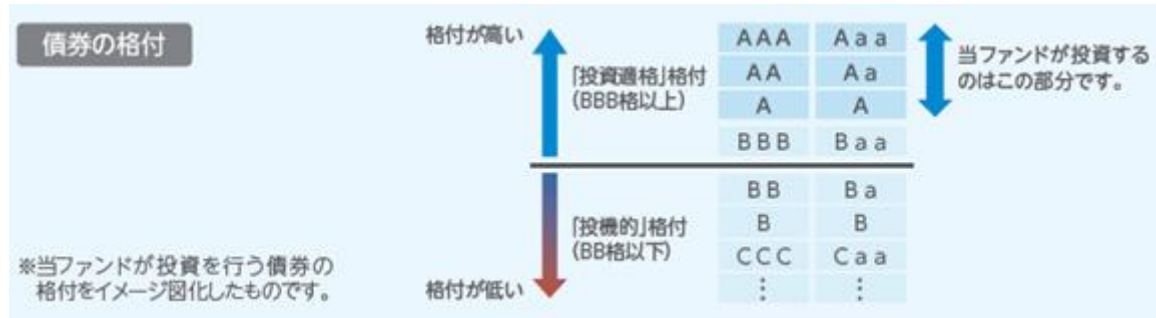 債券の格付
格付が高い
「投資適格」格付
(BBB格以上)
AAA Aaa
AA Aa
A A
BBB Baa
当ファンドが投資する
のはこの部分です。
「投機的」格付
(BB格以下)
BB Ba
B B
CCC Caa
⋮ ⋮
格付が低い
※当ファンドが投資を行う債券の
格付をイメージ図化したものです。